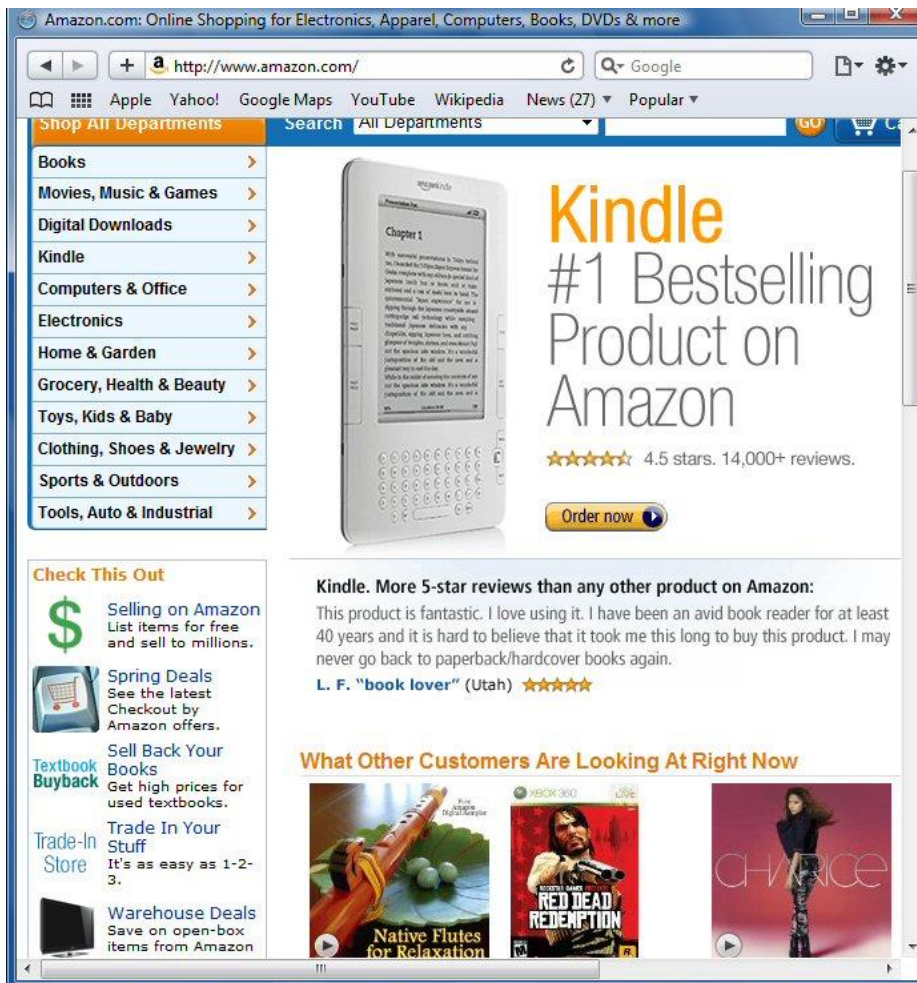 Amazon.com: Online Shopping for Electronics, Apparel, Computers, Books, DVDs & more
http://www.amazon.com/
Google
Apple Yahoo! Google Maps YouTube Wikipedia News (27) Popular
Shop All Departments
Search All Departments GO
Books
Movies, Music & Games
Digital Downloads
Kindle
Computers & Office
Electronics
Home & Garden
Grocery, Health & Beauty
Toys, Kids & Baby
Clothing, Shoes & Jewelry
Sports & Outdoors
Tools, Auto & Industrial
amazonkindle
Chapter 1
Kindle
#1 Bestselling
Product on
Amazon
4.5 stars. 14,000+ reviews.
Order now
Check This Out
Selling on Amazon
List items for free
and sell to millions.
Spring Deals
See the latest
Checkout by
Amazon offers.
Textbook
Buyback
Sell Back Your
Books
Get high prices for
used textbooks.
Trade-In
Store
Trade In Your
Stuff
It's as easy as 1-2-
3.
Warehouse Deals
Save on open-box
items from Amazon
Kindle. More 5-star reviews than any other product on Amazon:
This product is fantastic. I love using it. I have been an avid book reader for at least
40 years and it is hard to believe that it took me this long to buy this product. I may
never go back to paperback/hardcover books again.
L. F. "book lover" (Utah)
What Other Customers Are Looking At Right Now
Free
Amazon
Digital Sampler
Native Flutes
for Relaxation
XBOX 360
ROCKSTAR GAMES PRESENTS
RED DEAD
REDEMPTION
CHARICE